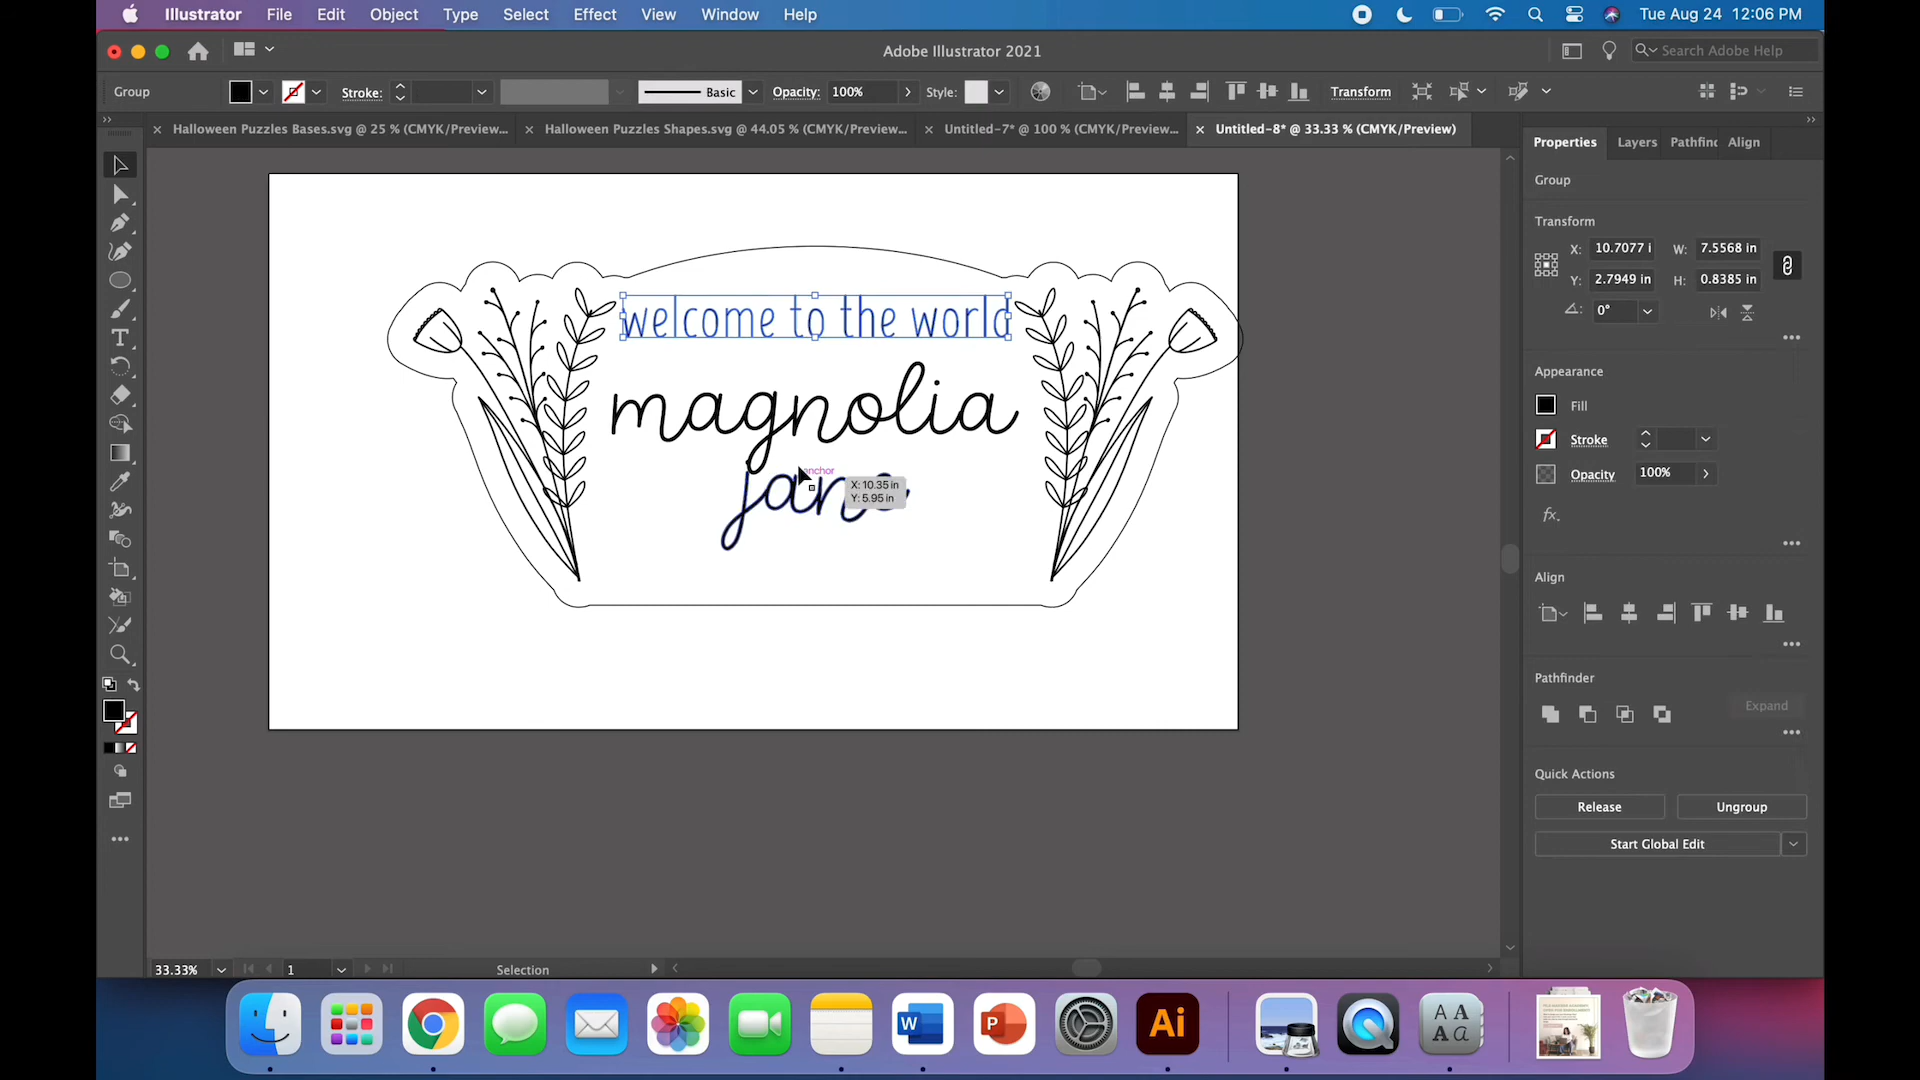 Illustrator File Edit Object Type Select Effect View Window Help Tue Aug 24 12:06 PM
Adobe Illustrator 2021 Search Adobe Help
Group Stroke: Basic Opacity: 100% Style: Transform
Halloween Puzzles Bases.svg @ 25 % (CMYK/Preview... Halloween Puzzles Shapes.svg @ 44.05 % (CMYK/Preview... Untitled-7* @ 100 % (CMYK/Preview... Untitled-8* @ 33.33 % (CMYK/Preview)
Properties Layers Pathfinc Align
Group
Transform
X: 10.7077 i W: 7.5568 in
Y: 2.7949 in H: 0.8385 in
0°
Appearance
Fill
Stroke
Opacity 100%
fx.
Align
Pathfinder
Expand
Quick Actions
Release Ungroup
Start Global Edit
welcome to the world
magnolia
jane
anchor
X: 10.35 in
Y: 5.95 in
33.33% 1 Selection
W P Ai
A A
A a